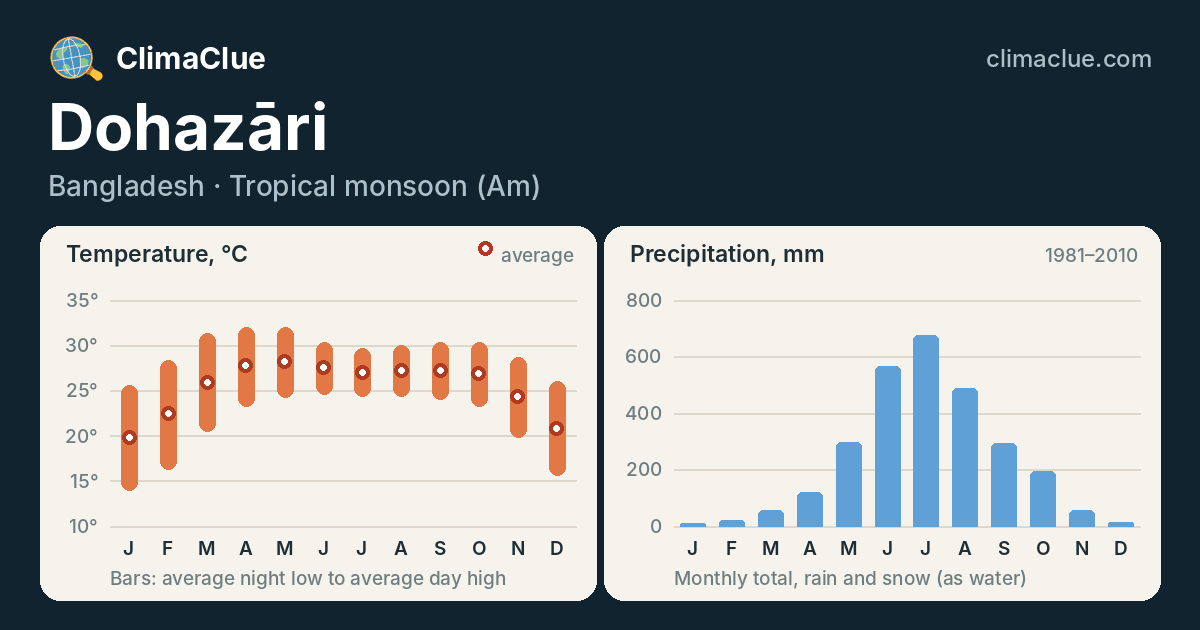 ClimaClue
climaclue.com
Dohazāri
Bangladesh · Tropical monsoon (Am)
Temperature, °C
average
35°
30°
25°
20°
15°
10°
J F M A M J J A S O N D
Bars: average night low to average day high
Precipitation, mm
1981–2010
800
600
400
200
0
J F M A M J J A S O N D
Monthly total, rain and snow (as water)